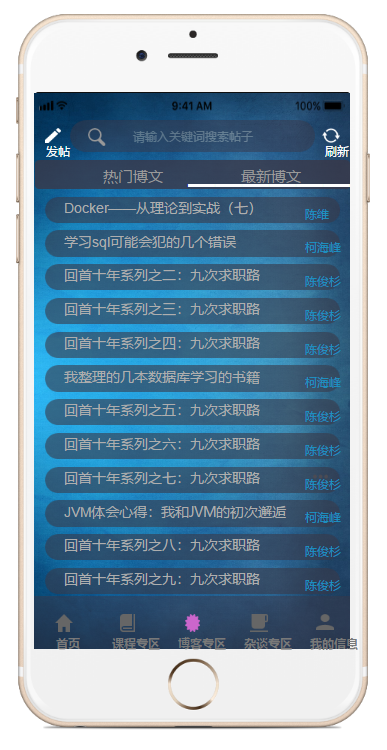 9:41 AM 100%
发帖 请输入关键词搜索帖子 刷新
热门博文 最新博文
Docker——从理论到实战（七） 陈维
学习sql可能会犯的几个错误 柯海峰
回首十年系列之二：九次求职路 陈俊杉
回首十年系列之三：九次求职路 陈俊杉
回首十年系列之四：九次求职路 陈俊杉
我整理的几本数据库学习的书籍 柯海峰
回首十年系列之五：九次求职路 陈俊杉
回首十年系列之六：九次求职路 陈俊杉
回首十年系列之七：九次求职路 陈俊杉
JVM体会心得：我和JVM的初次邂逅 柯海峰
回首十年系列之八：九次求职路 陈俊杉
回首十年系列之九：九次求职路 陈俊杉
首页 课程专区 博客专区 杂谈专区 我的信息